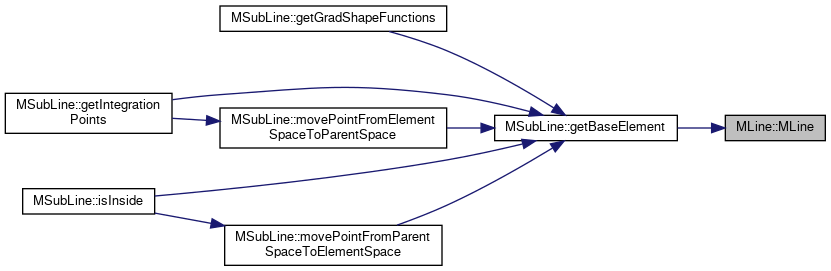 MSubLine::getGradShapeFunctions
MSubLine::getIntegration
Points
MSubLine::movePointFromElement
SpaceToParentSpace
MSubLine::getBaseElement
MLine::MLine
MSubLine::isInside
MSubLine::movePointFromParent
SpaceToElementSpace